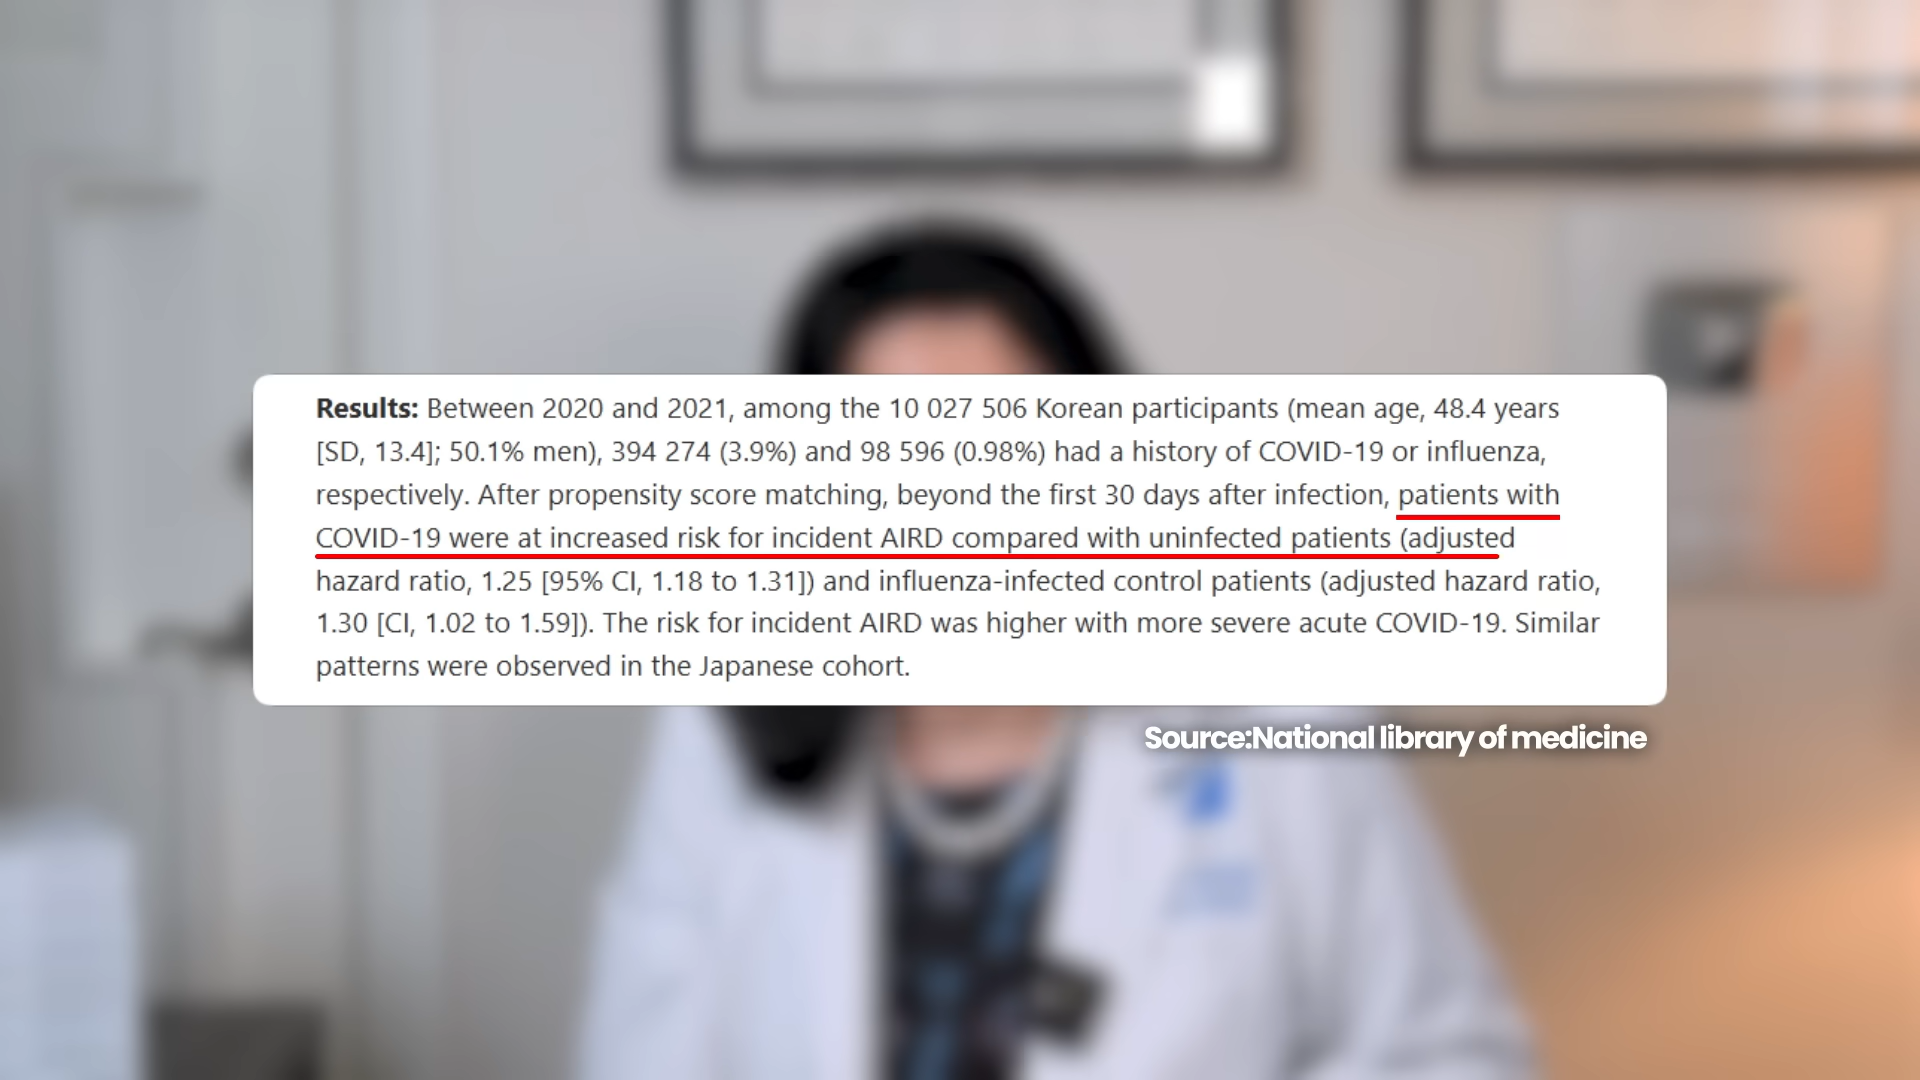 Results: Between 2020 and 2021, among the 10 027 506 Korean participants (mean age, 48.4 years
[SD, 13.4]; 50.1% men), 394 274 (3.9%) and 98 596 (0.98%) had a history of COVID-19 or influenza,
respectively. After propensity score matching, beyond the first 30 days after infection, patients with
COVID-19 were at increased risk for incident AIRD compared with uninfected patients (adjusted
hazard ratio, 1.25 [95% CI, 1.18 to 1.31]) and influenza-infected control patients (adjusted hazard ratio,
1.30 [CI, 1.02 to 1.59]). The risk for incident AIRD was higher with more severe acute COVID-19. Similar
patterns were observed in the Japanese cohort.
Source:National library of medicine